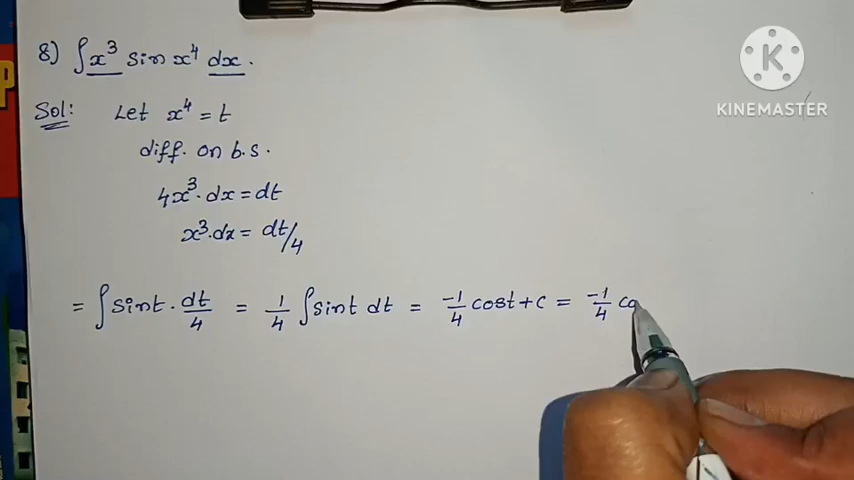 8) ∫x³ sin x⁴ dx.
KINEMASTER
Sol: Let x⁴ = t
diff. on b.s.
4x³.dx = dt
x³.dx = dt/4
= ∫sint . dt/4 = 1/4 ∫sint dt = -1/4 cost + c = -1/4 co